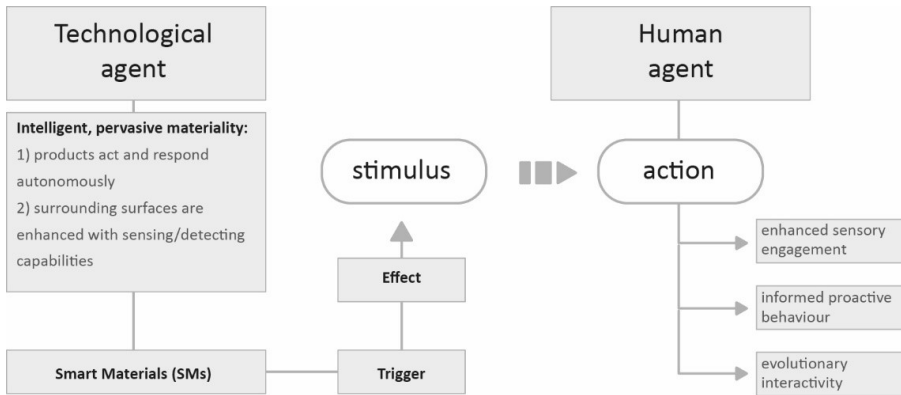 Technological
agent
Intelligent, pervasive materiality:
1) products act and respond
autonomously
2) surrounding surfaces are
enhanced with sensing/detecting
capabilities
Smart Materials (SMs)
Trigger
Effect
stimulus
Human
agent
action
enhanced sensory
engagement
informed proactive
behaviour
evolutionary
interactivity